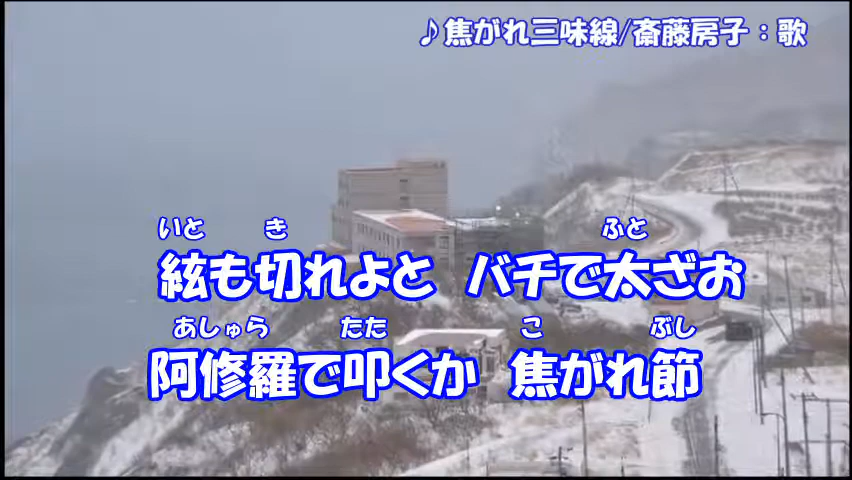 ♪焦がれ三味線/斎藤房子：歌
いと き ふと
絃も切れよと バチで太ざお
あしゅら たた こ ぶし
阿修羅で叩くか 焦がれ節